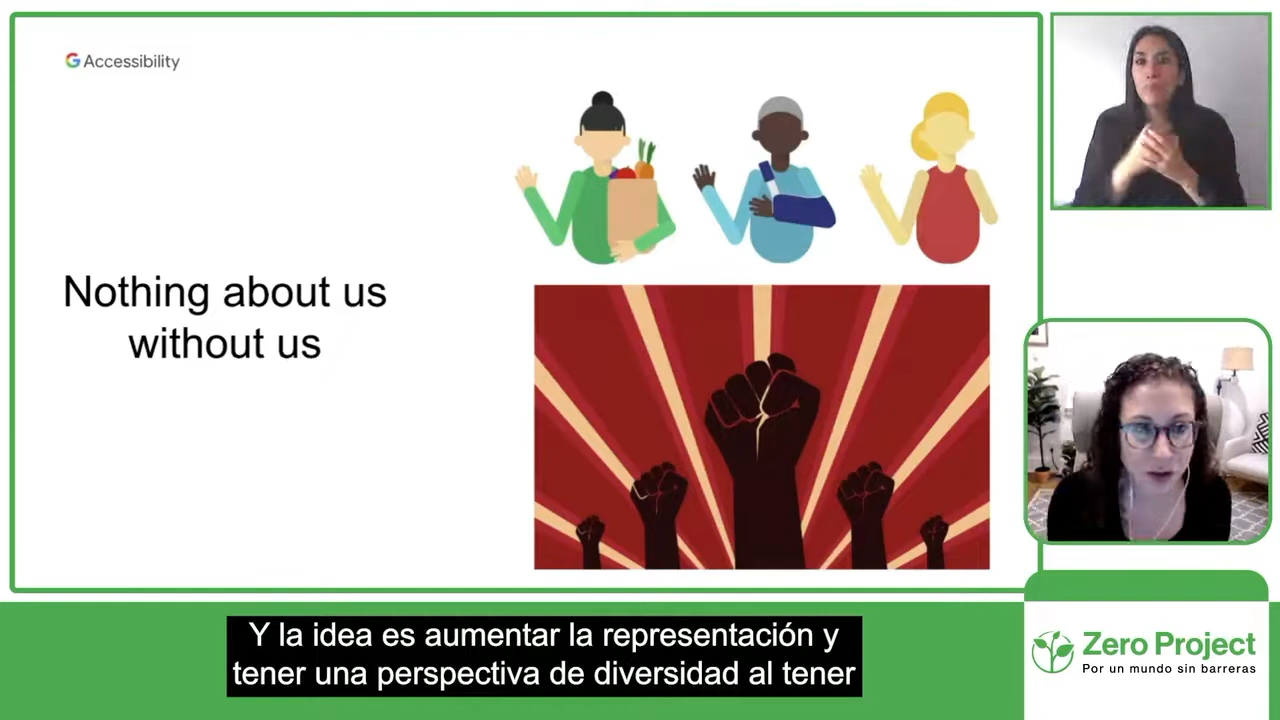 Accessibility
Nothing about us
without us
Y la idea es aumentar la representación y
tener una perspectiva de diversidad al tener
Zero Project
Por un mundo sin barreras